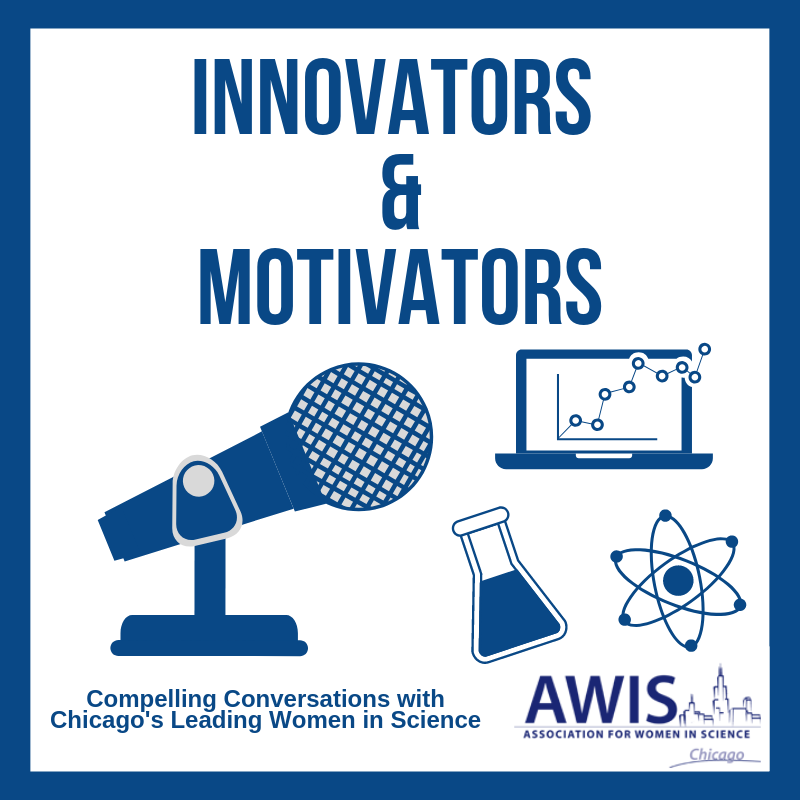 INNOVATORS
&
MOTIVATORS
Compelling Conversations with
Chicago's Leading Women in Science
AWIS
ASSOCIATION FOR WOMEN IN SCIENCE
Chicago